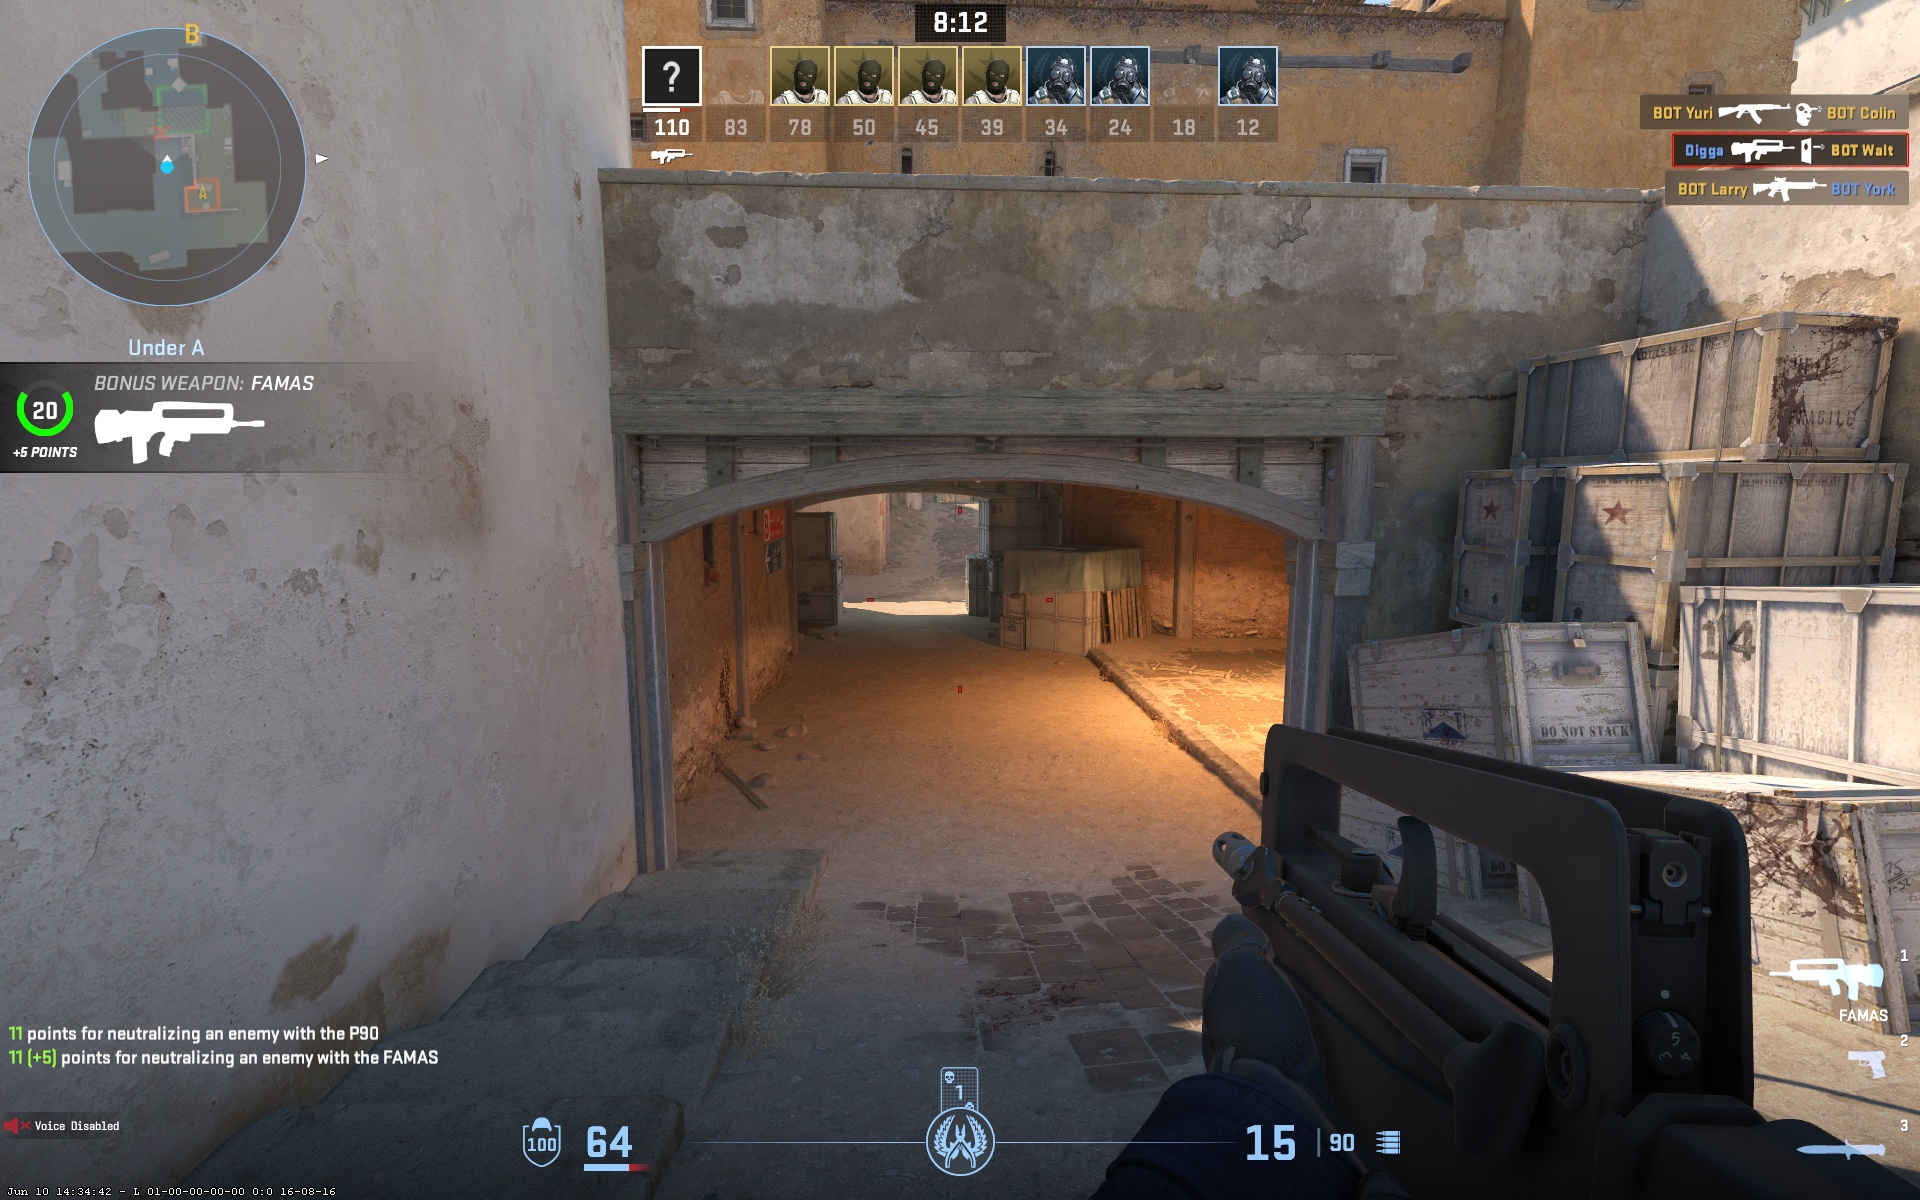 B
8:12
?
110 83 78 50 45 39 34 24 18 12
BOT Yuri BOT Colin
Digga BOT Walt
BOT Larry BOT York
A
Under A
BONUS WEAPON: FAMAS
20
+5 POINTS
FRAGILE
14
DO NOT STACK
1
FAMAS
2
3
11 points for neutralizing an enemy with the P90
11 (+5) points for neutralizing an enemy with the FAMAS
Voice Disabled
100 64
1
15 | 90
5
Jun 10 14:34:42 - L 01-00-00-00-00 0:0 16-08-16